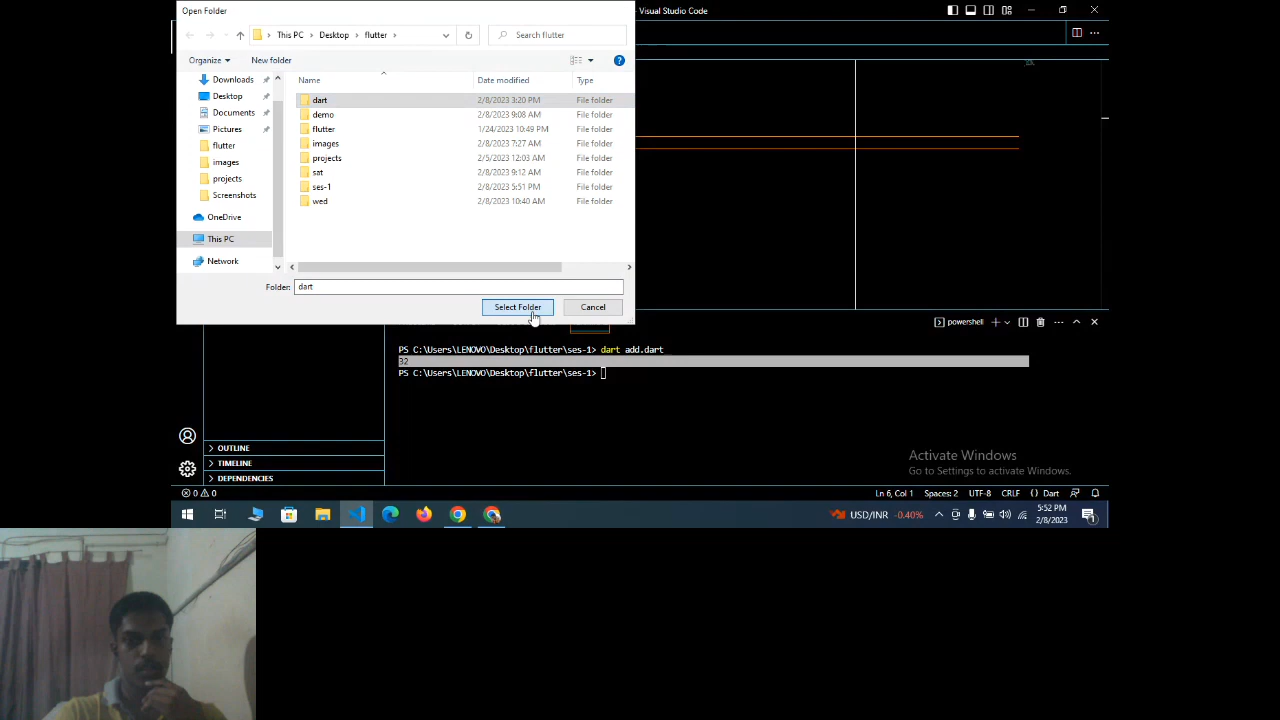 Open Folder
Visual Studio Code
This PC > Desktop > flutter >
Search flutter
Organize
New folder
Name
Date modified
Type
Downloads
Desktop
Documents
Pictures
flutter
images
projects
Screenshots
OneDrive
This PC
Network
dart 2/8/2023 3:20 PM File folder
demo 2/8/2023 9:08 AM File folder
flutter 1/24/2023 10:49 PM File folder
images 2/8/2023 7:27 AM File folder
projects 2/5/2023 12:03 AM File folder
sat 2/8/2023 9:12 AM File folder
ses-1 2/8/2023 5:51 PM File folder
wed 2/8/2023 10:40 AM File folder
Folder: dart
Select Folder
Cancel
powershell
PS C:\Users\LENOVO\Desktop\flutter\ses-1> dart add.dart
32
PS C:\Users\LENOVO\Desktop\flutter\ses-1>
OUTLINE
TIMELINE
DEPENDENCIES
Activate Windows
Go to Settings to activate Windows.
0 0
Ln 6, Col 1
Spaces: 2
UTF-8
CRLF
{ } Dart
USD/INR -0.40%
5:52 PM
2/8/2023
1